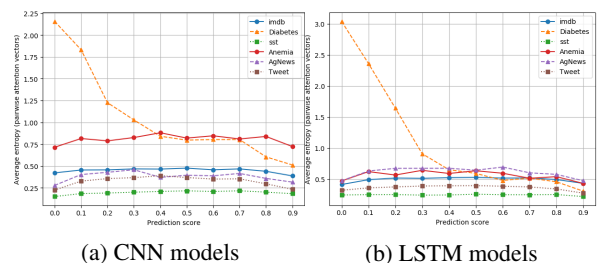 2.25
2.00
1.75
1.50
1.25
1.00
0.75
0.50
0.25
0.0 0.1 0.2 0.3 0.4 0.5 0.6 0.7 0.8 0.9
Prediction score
Average entropy (pairwise attention vectors)
imdb
Diabetes
sst
Anemia
AgNews
Tweet
(a) CNN models
3.0
2.5
2.0
1.5
1.0
0.5
0.0
0.0 0.1 0.2 0.3 0.4 0.5 0.6 0.7 0.8 0.9
Prediction score
Average entropy (pairwise attention vectors)
imdb
Diabetes
sst
Anemia
AgNews
Tweet
(b) LSTM models